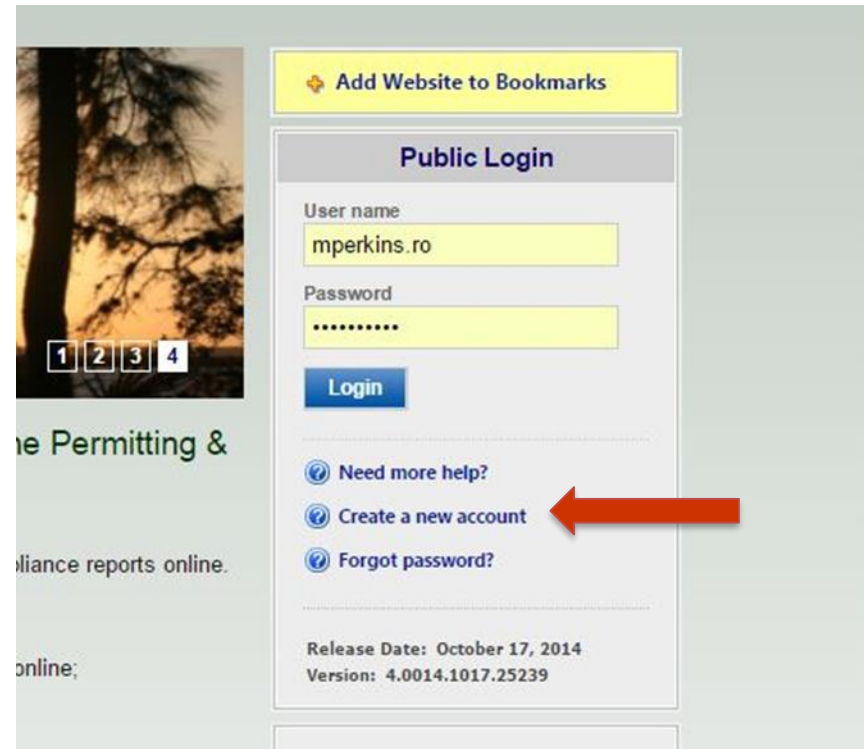 Add Website to Bookmarks
Public Login
User name
mperkins.ro
Password
••••••••••
Login
Need more help?
Create a new account
Forgot password?
Release Date: October 17, 2014
Version: 4.0014.1017.25239
1 2 3 4
Permitting &
reports online.
online;